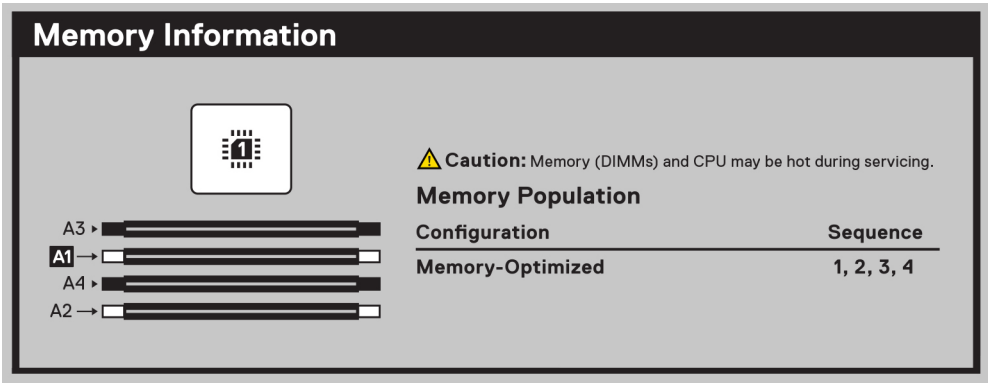 Memory Information
1
Caution: Memory (DIMMs) and CPU may be hot during servicing.
Memory Population
Configuration Sequence
Memory-Optimized 1, 2, 3, 4
A3
A1
A4
A2